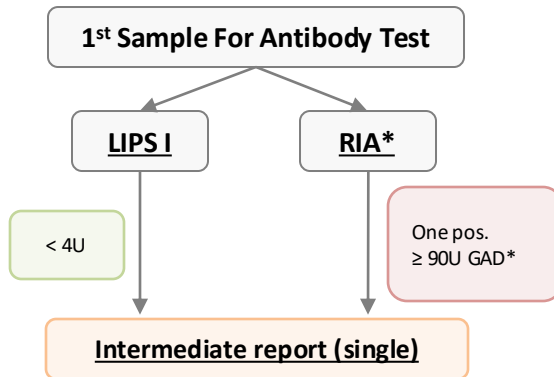 1st Sample For Antibody Test
LIPS I
RIA*
< 4U
One pos.
≥ 90U GAD*
Intermediate report (single)